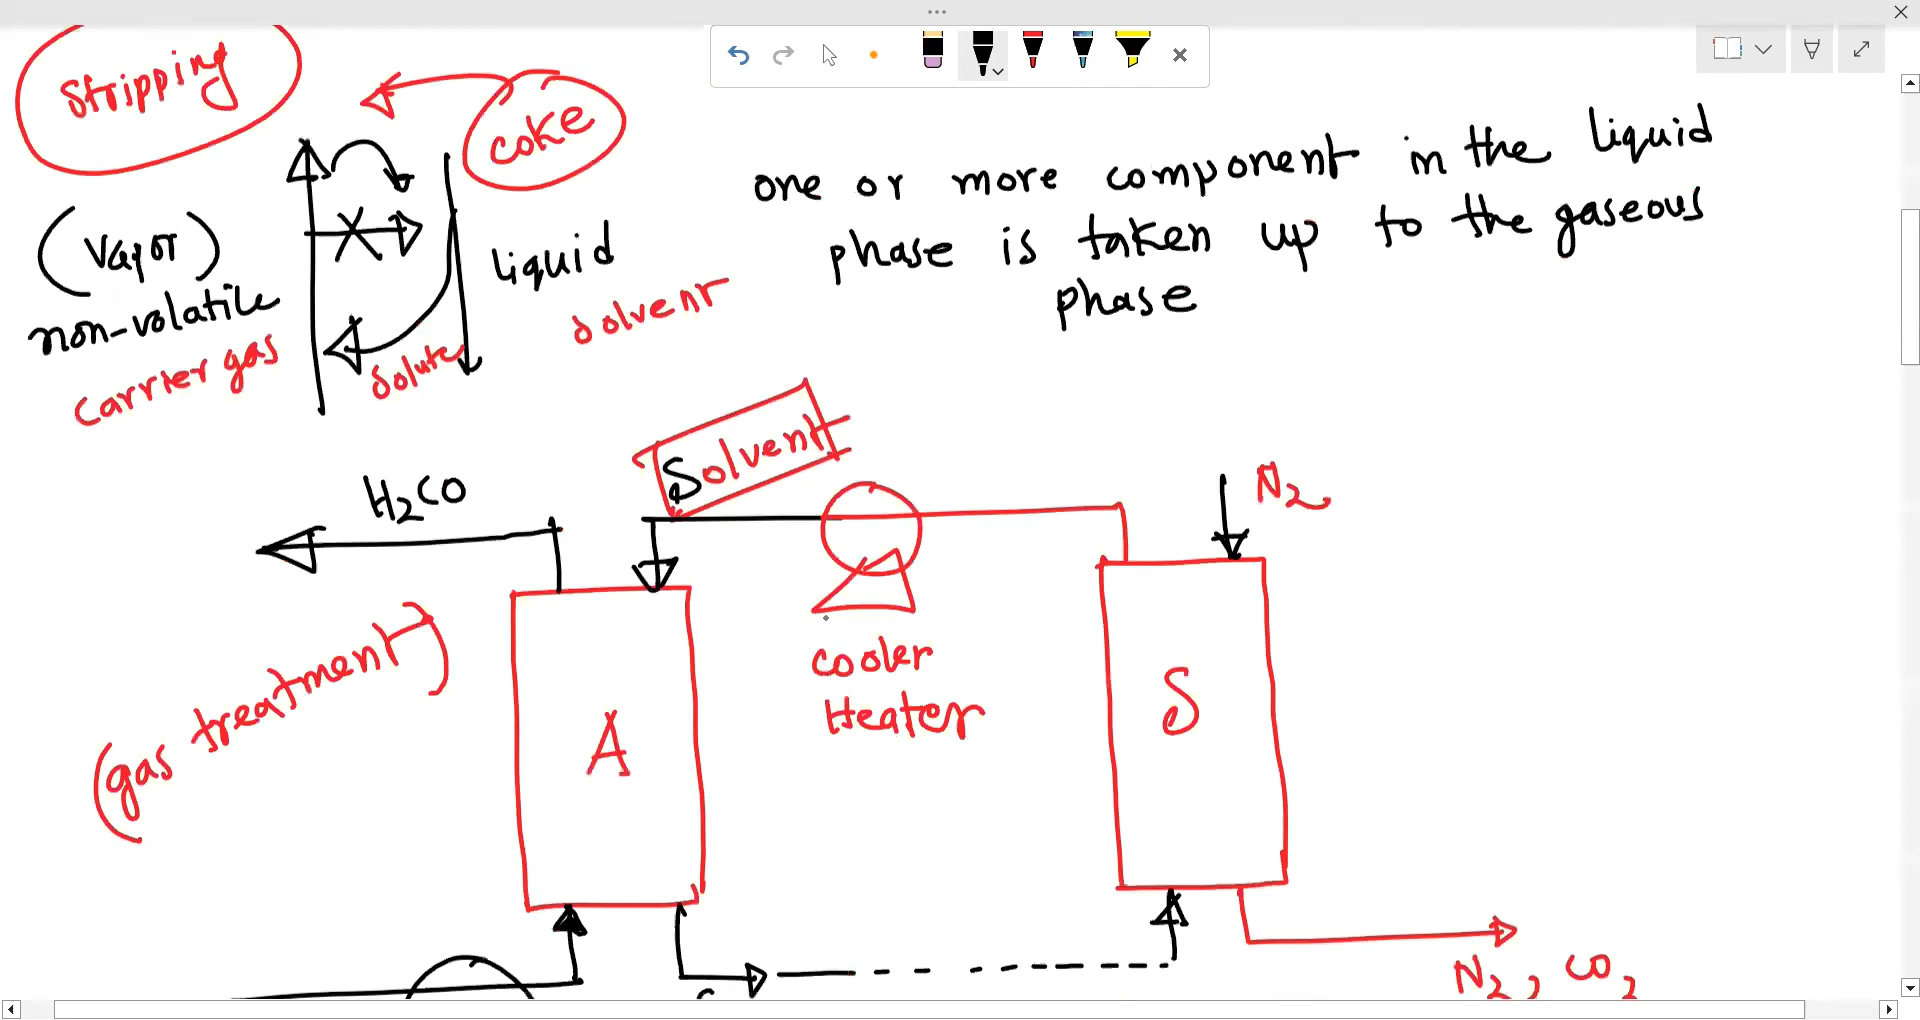 Stripping
coke
one or more component in the liquid
phase is taken up to the gaseous
phase
(Vapor)
non-volatile
carrier gas
liquid
solvent
solute
Solvent
H2CO
N2
(gas treatment)
cooler
Heater
A
S
N2, CO2